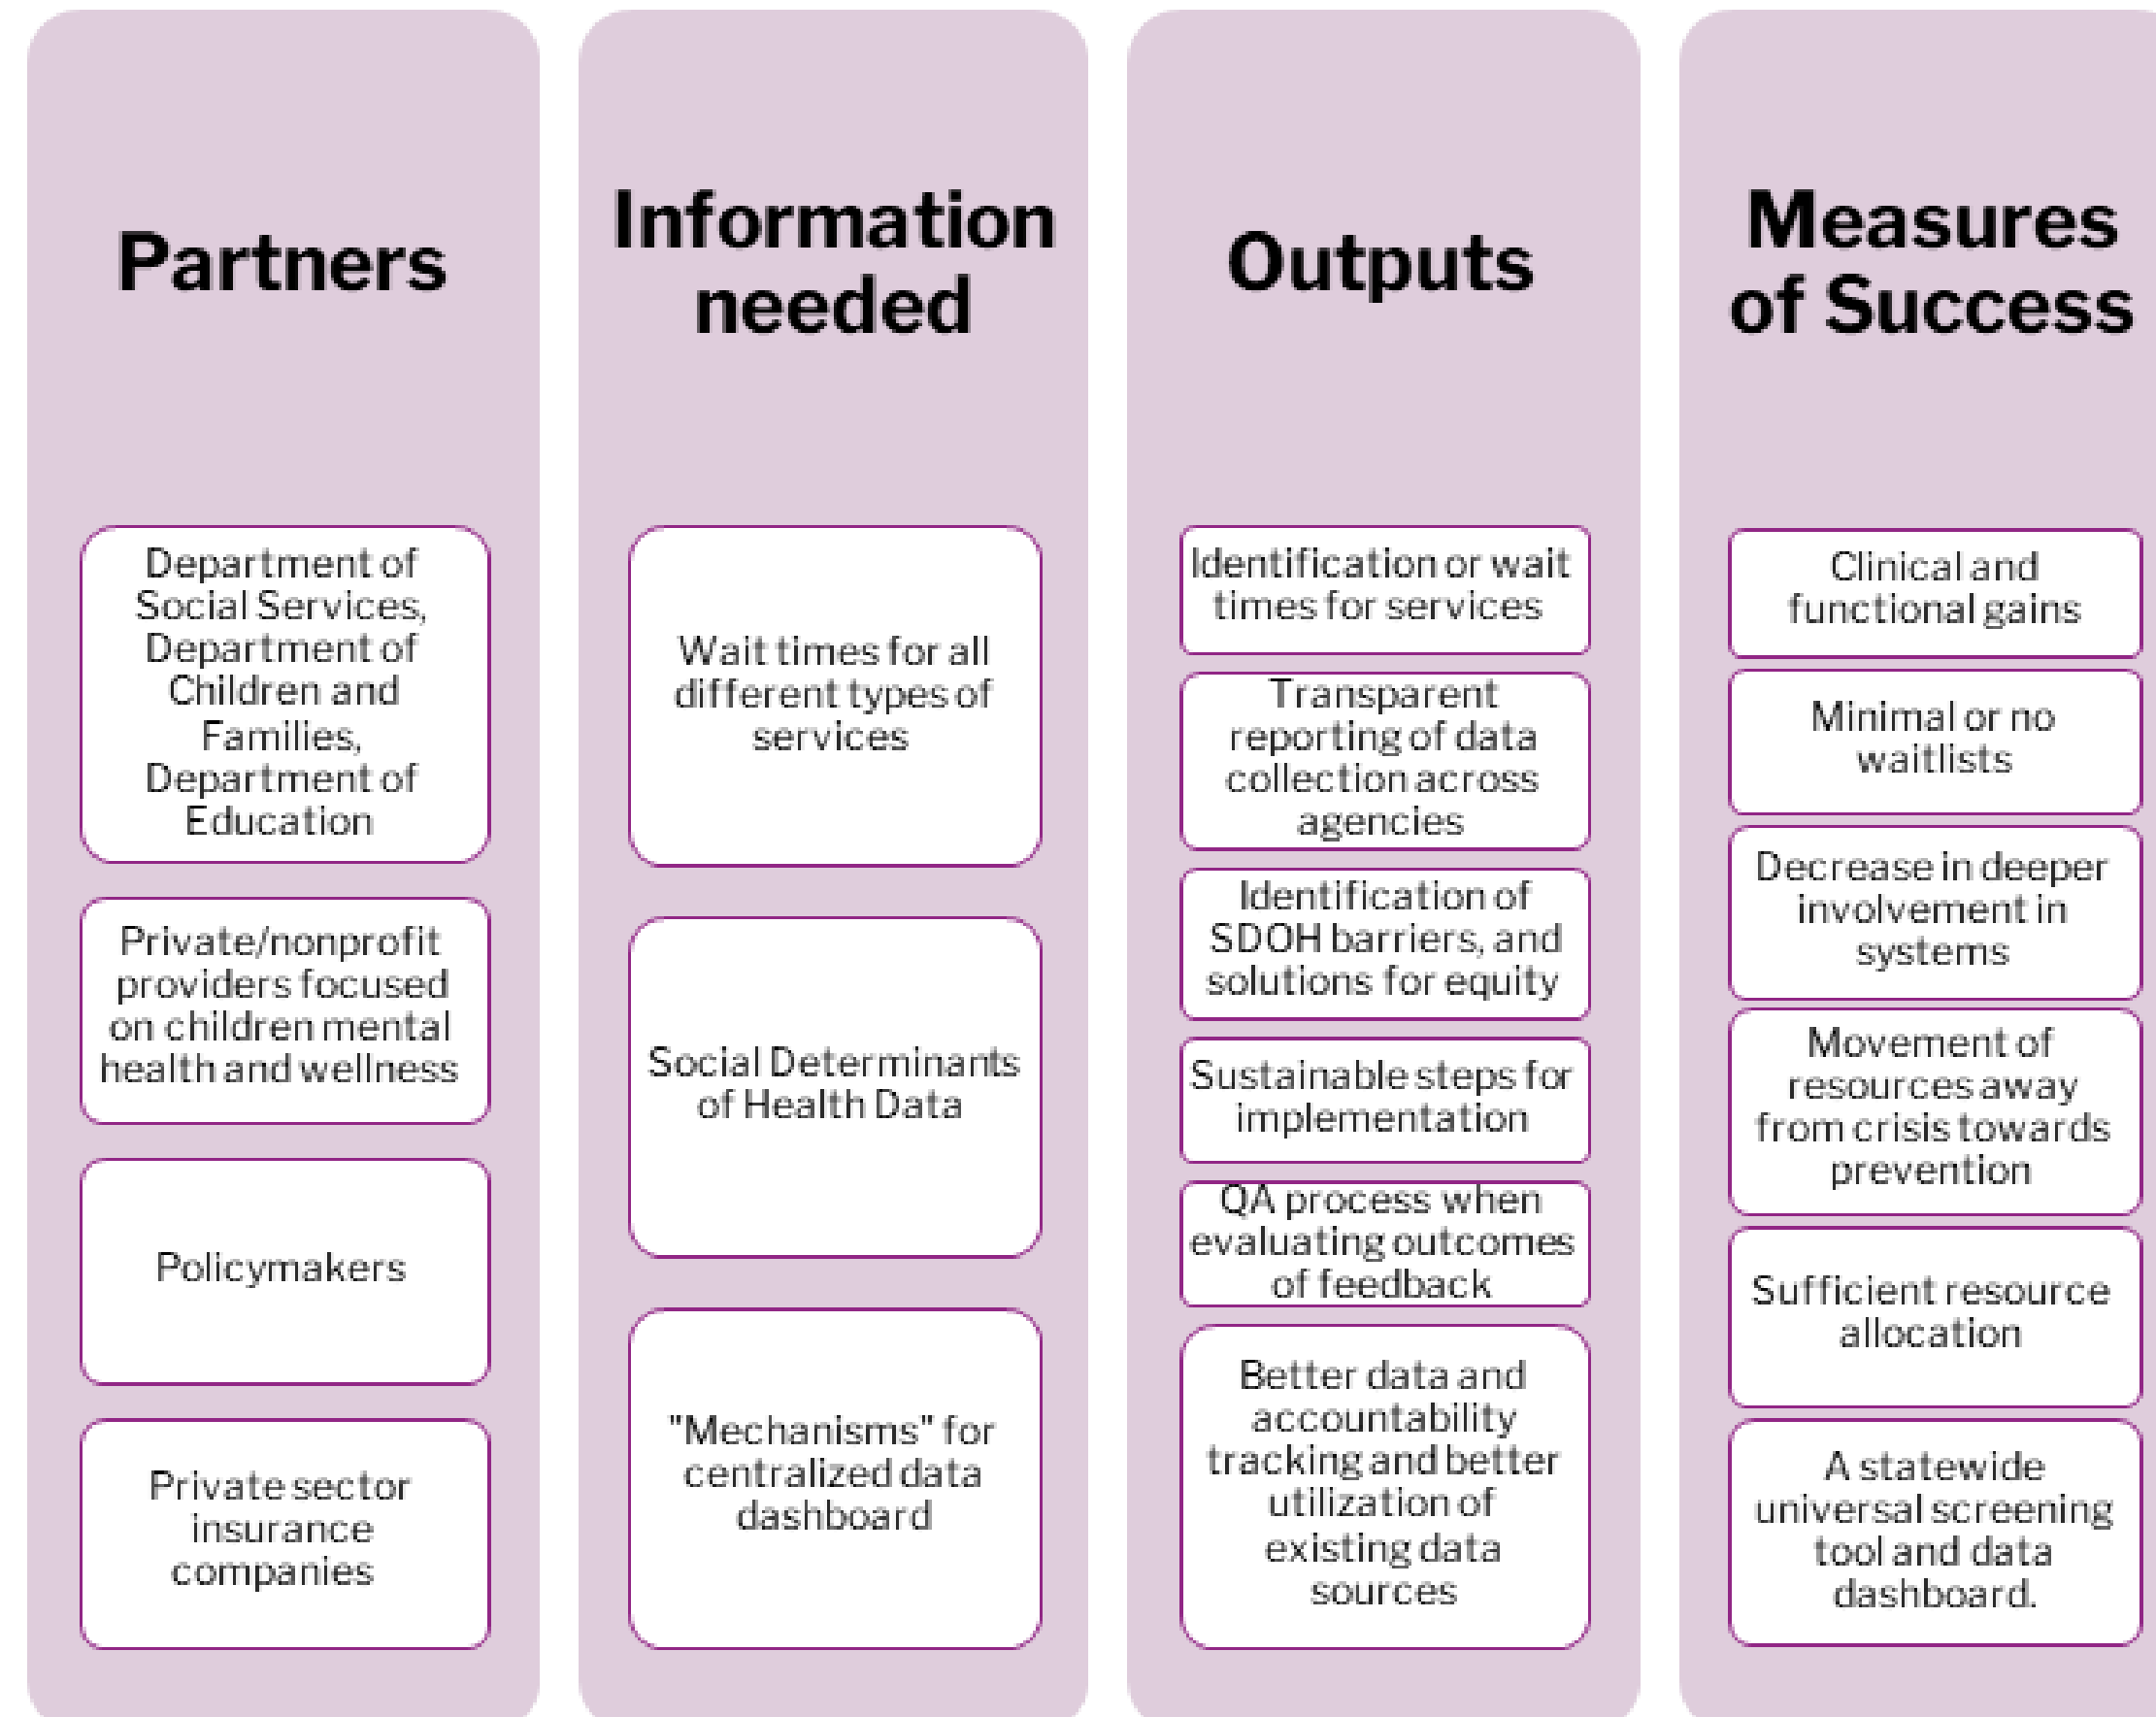 Partners
Department of
Social Services,
Department of
Children and
Families,
Department of
Education
Private/nonprofit
providers focused
on children mental
health and wellness
Policymakers
Private sector
insurance
companies
Information
needed
Wait times for all
different types of
services
Social Determinants
of Health Data
"Mechanisms" for
centralized data
dashboard
Outputs
Identification or wait
times for services
Transparent
reporting of data
collection across
agencies
Identification of
SDOH barriers, and
solutions for equity
Sustainable steps for
implementation
QA process when
evaluating outcomes
of feedback
Better data and
accountability
tracking and better
utilization of
existing data
sources
Measures
of Success
Clinical and
functional gains
Minimal or no
waitlists
Decrease in deeper
involvement in
systems
Movement of
resources away
from crisis towards
prevention
Sufficient resource
allocation
A statewide
universal screening
tool and data
dashboard.